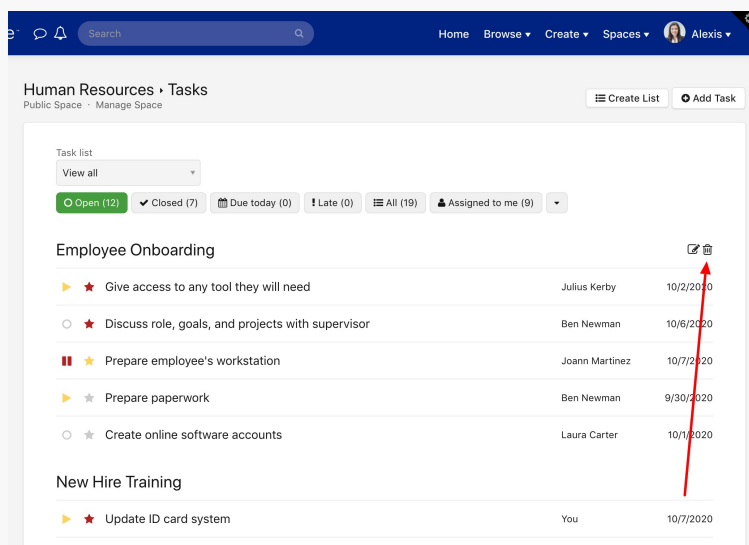 Search
Home Browse Create Spaces Alexis
Human Resources › Tasks
Public Space · Manage Space
Create List Add Task
Task list
View all
Open (12) Closed (7) Due today (0) Late (0) All (19) Assigned to me (9)
Employee Onboarding
Give access to any tool they will need Julius Kerby 10/2/2020
Discuss role, goals, and projects with supervisor Ben Newman 10/6/2020
Prepare employee's workstation Joann Martinez 10/7/2020
Prepare paperwork Ben Newman 9/30/2020
Create online software accounts Laura Carter 10/1/2020
New Hire Training
Update ID card system You 10/7/2020